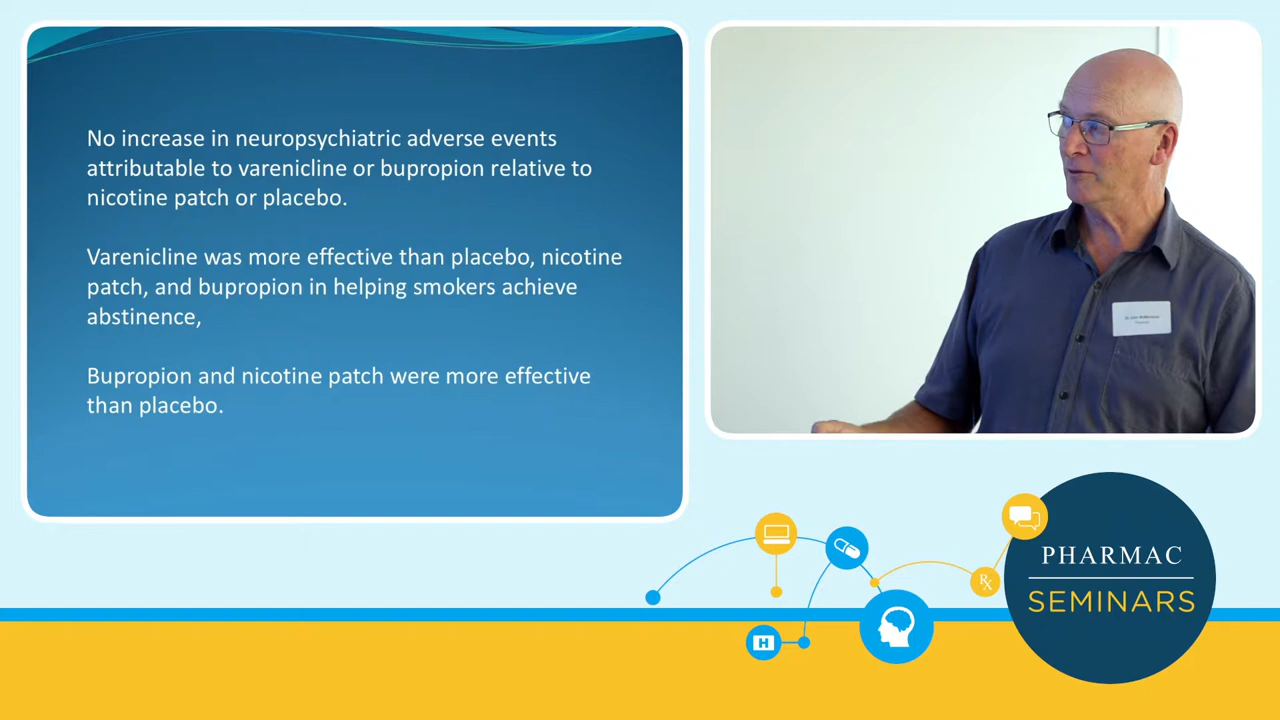 No increase in neuropsychiatric adverse events
attributable to varenicline or bupropion relative to
nicotine patch or placebo.
Varenicline was more effective than placebo, nicotine
patch, and bupropion in helping smokers achieve
abstinence,
Bupropion and nicotine patch were more effective
than placebo.
H
Rx
PHARMAC
SEMINARS